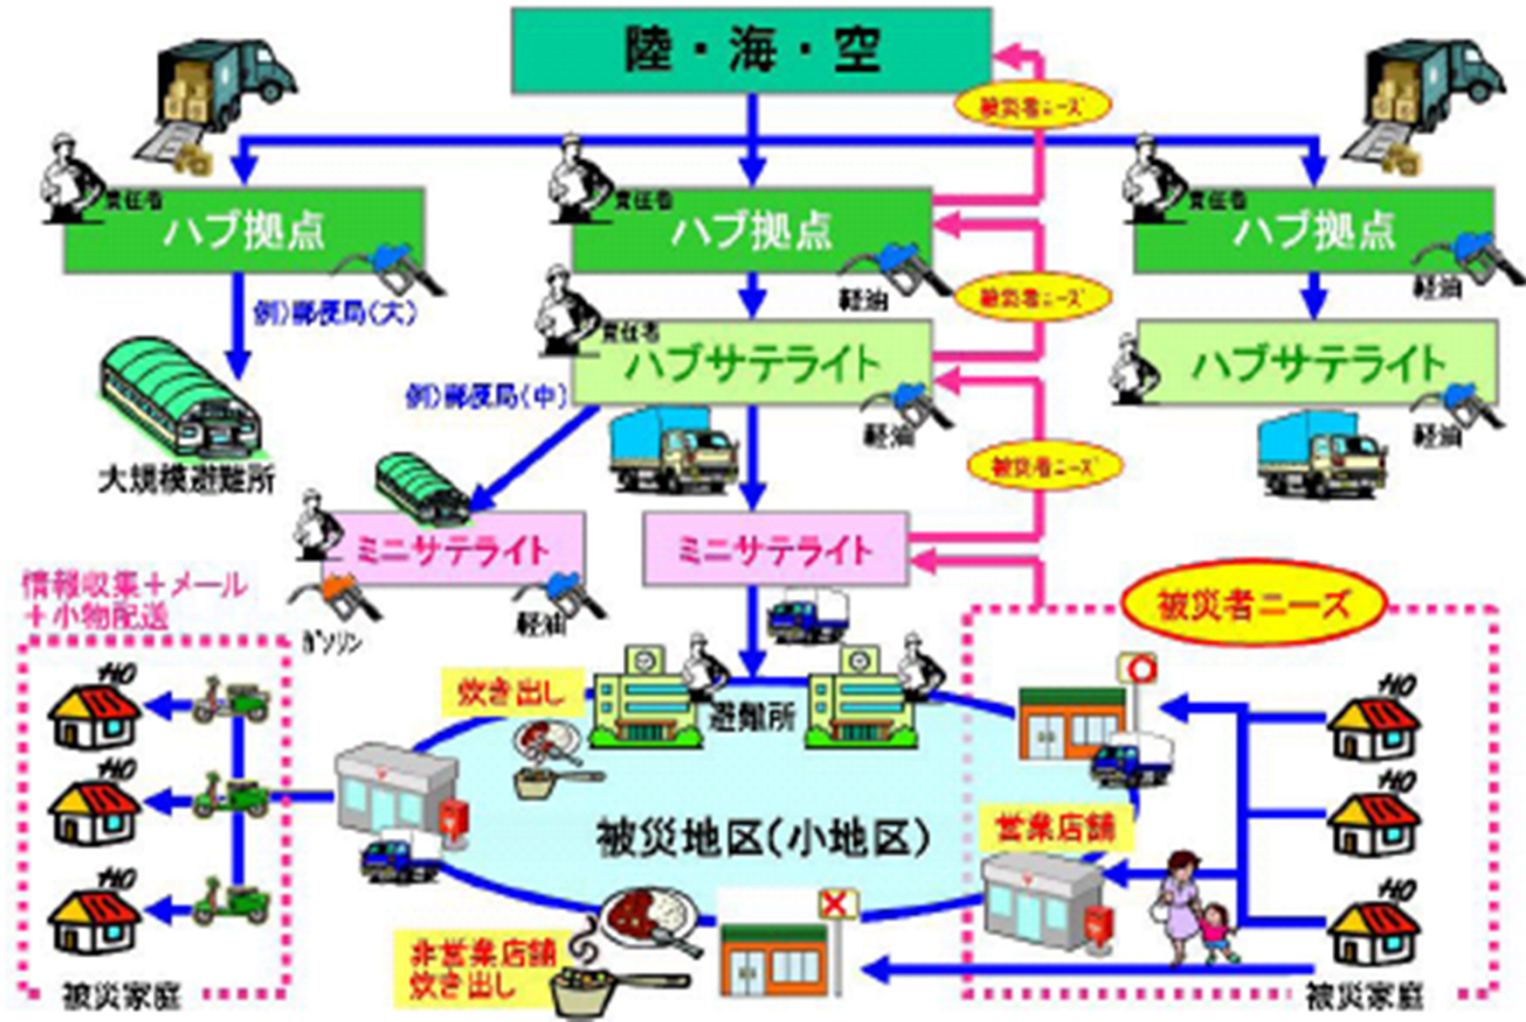 陸・海・空
被災者ニーズ
責任者
ハブ拠点
責任者
ハブ拠点
軽油
責任者
ハブ拠点
軽油
例)郵便局(大)
被災者ニーズ
大規模避難所
責任者
ハブサテライト
軽油
ハブサテライト
軽油
例)郵便局(中)
被災者ニーズ
ミニサテライト
ガソリン
軽油
ミニサテライト
情報収集+メール
+小物配送
被災者ニーズ
炊き出し
避難所
被災地区(小地区)
営業店舗
非営業店舗
炊き出し
被災家庭
被災家庭